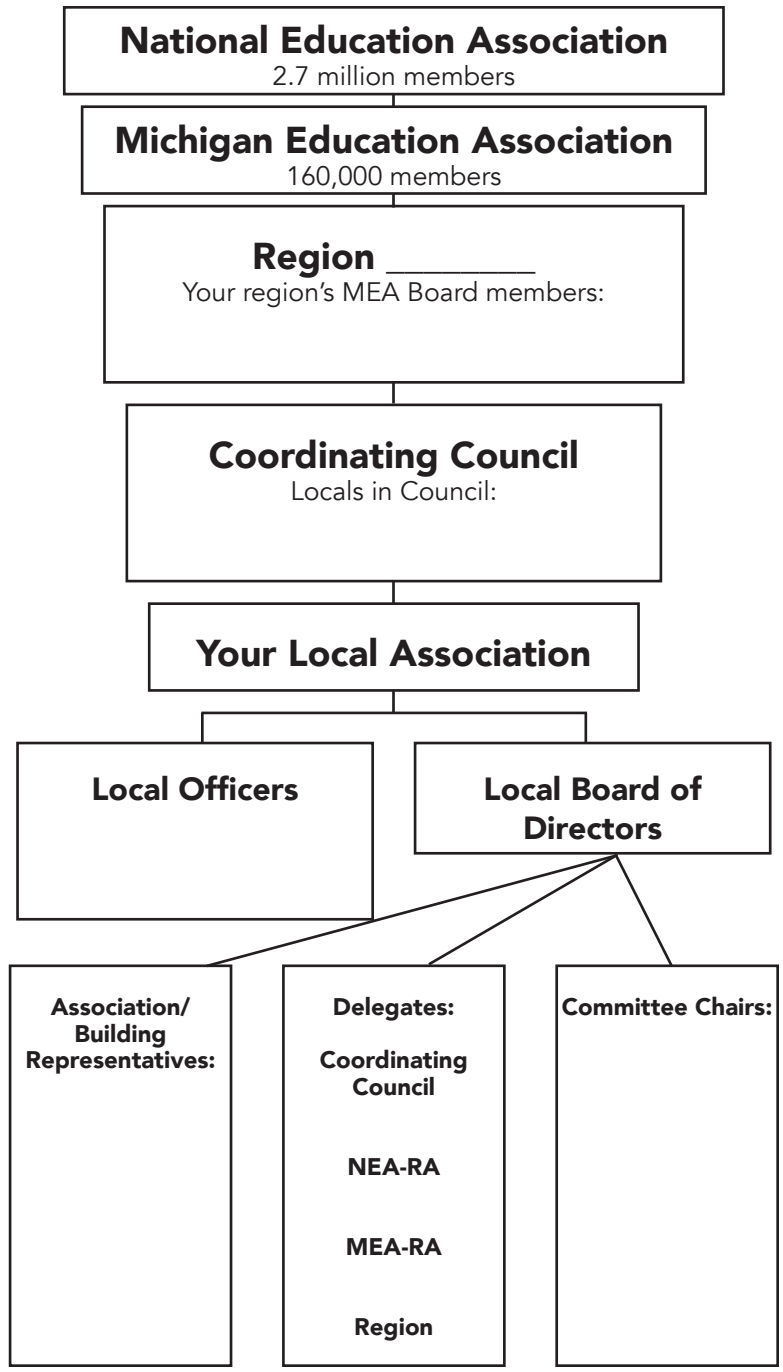 National Education Association
2.7 million members
Michigan Education Association
160,000 members
Region ________
Your region's MEA Board members:
Coordinating Council
Locals in Council:
Your Local Association
Local Officers
Local Board of
Directors
Association/
Building
Representatives:
Delegates:
Coordinating
Council
NEA-RA
MEA-RA
Region
Committee Chairs: